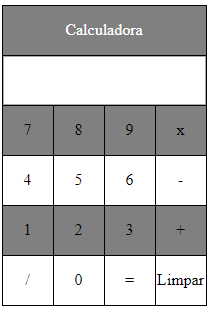 Calculadora
7 8 9 x
4 5 6 -
1 2 3 +
/ 0 = Limpar